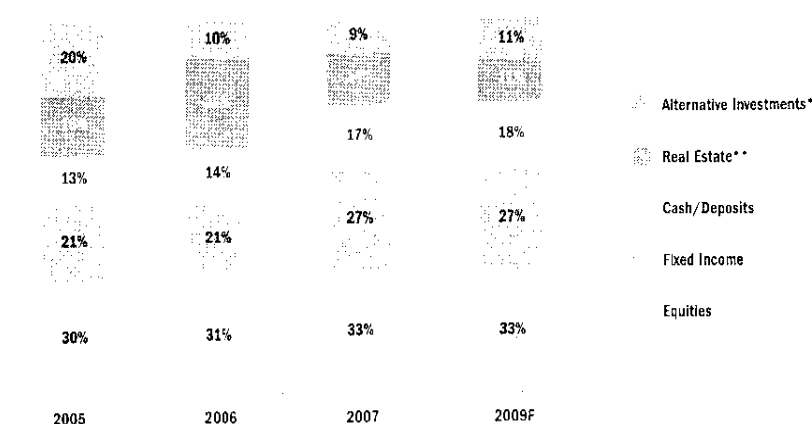 20% 10% 9% 11%
Alternative Investments*
17% 18%
Real Estate**
13% 14%
Cash/Deposits
21% 21% 27% 27%
Fixed Income
Equities
30% 31% 33% 33%
2005 2006 2007 2009F